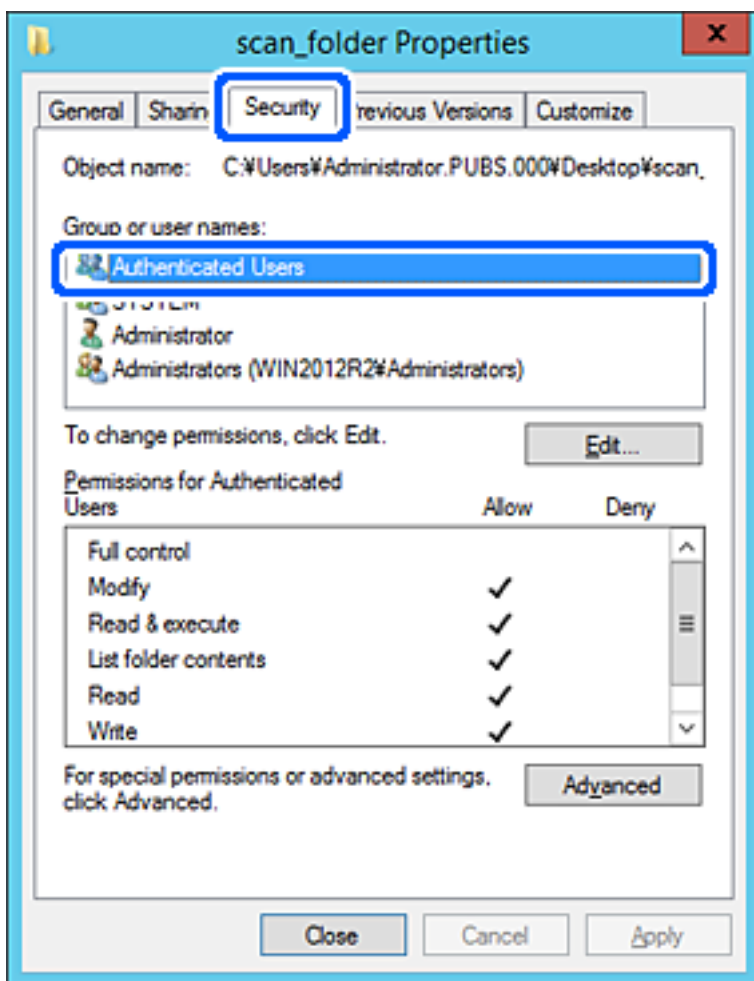 scan_folder Properties
General Sharin Security revious Versions Customize
Object name: C:¥Users¥Administrator.PUBS.000¥Desktop¥scan_
Group or user names:
Authenticated Users
SYSTEM
Administrator
Administrators (WIN2012R2¥Administrators)
To change permissions, click Edit.
Edit...
Permissions for Authenticated
Users Allow Deny
Full control
Modify
Read & execute
List folder contents
Read
Write
For special permissions or advanced settings,
click Advanced.
Advanced
Close Cancel Apply